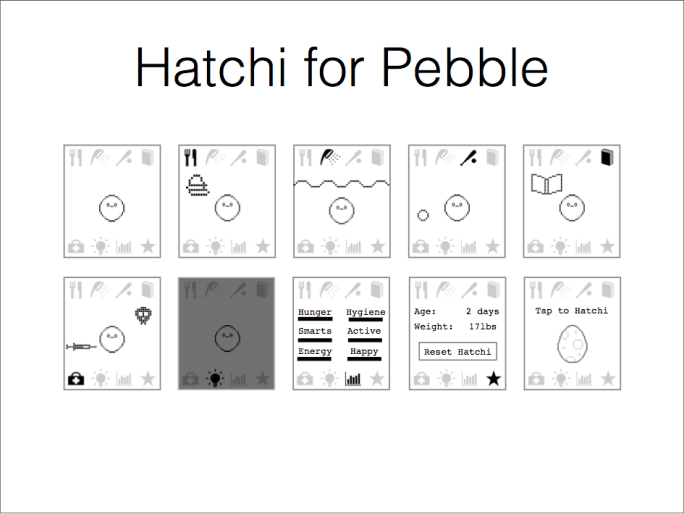 Hatchi for Pebble
Hunger Hygiene
Smarts Active
Energy Happy
Age: 2 days
Weight: 17lbs
Reset Hatchi
Tap to Hatchi